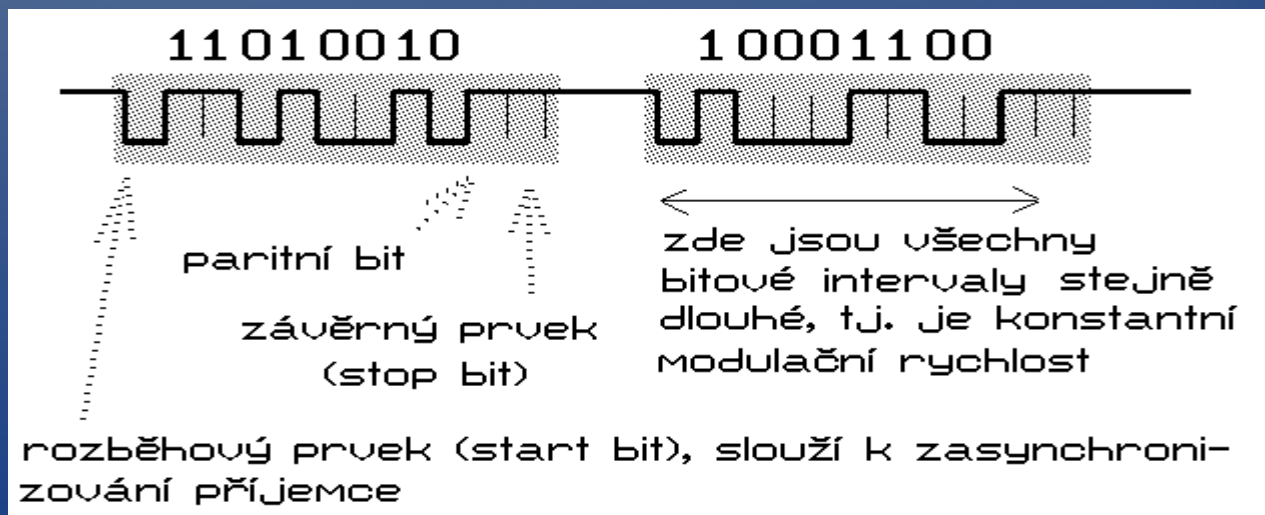 11010010 10001100
paritní bit
závěrný prvek
(stop bit)
zde jsou všechny
bitové intervaly stejně
dlouhé, tj. je konstantní
modulační rychlost
rozběhový prvek (start bit), slouží k zasynchroni-
zování příjemce